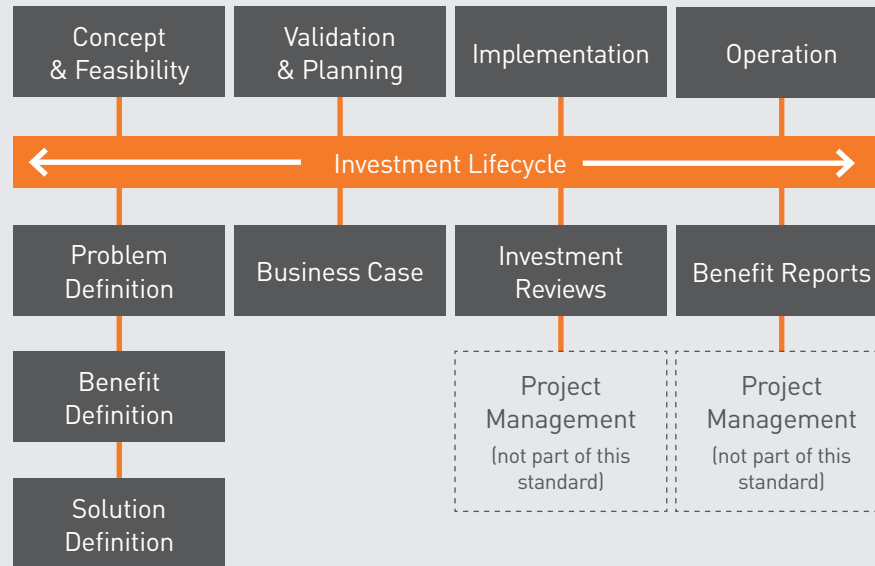 Concept
& Feasibility
Validation
& Planning
Implementation
Operation
Investment Lifecycle
Problem
Definition
Business Case
Investment
Reviews
Benefit Reports
Benefit
Definition
Project
Management
(not part of this
standard)
Project
Management
(not part of this
standard)
Solution
Definition